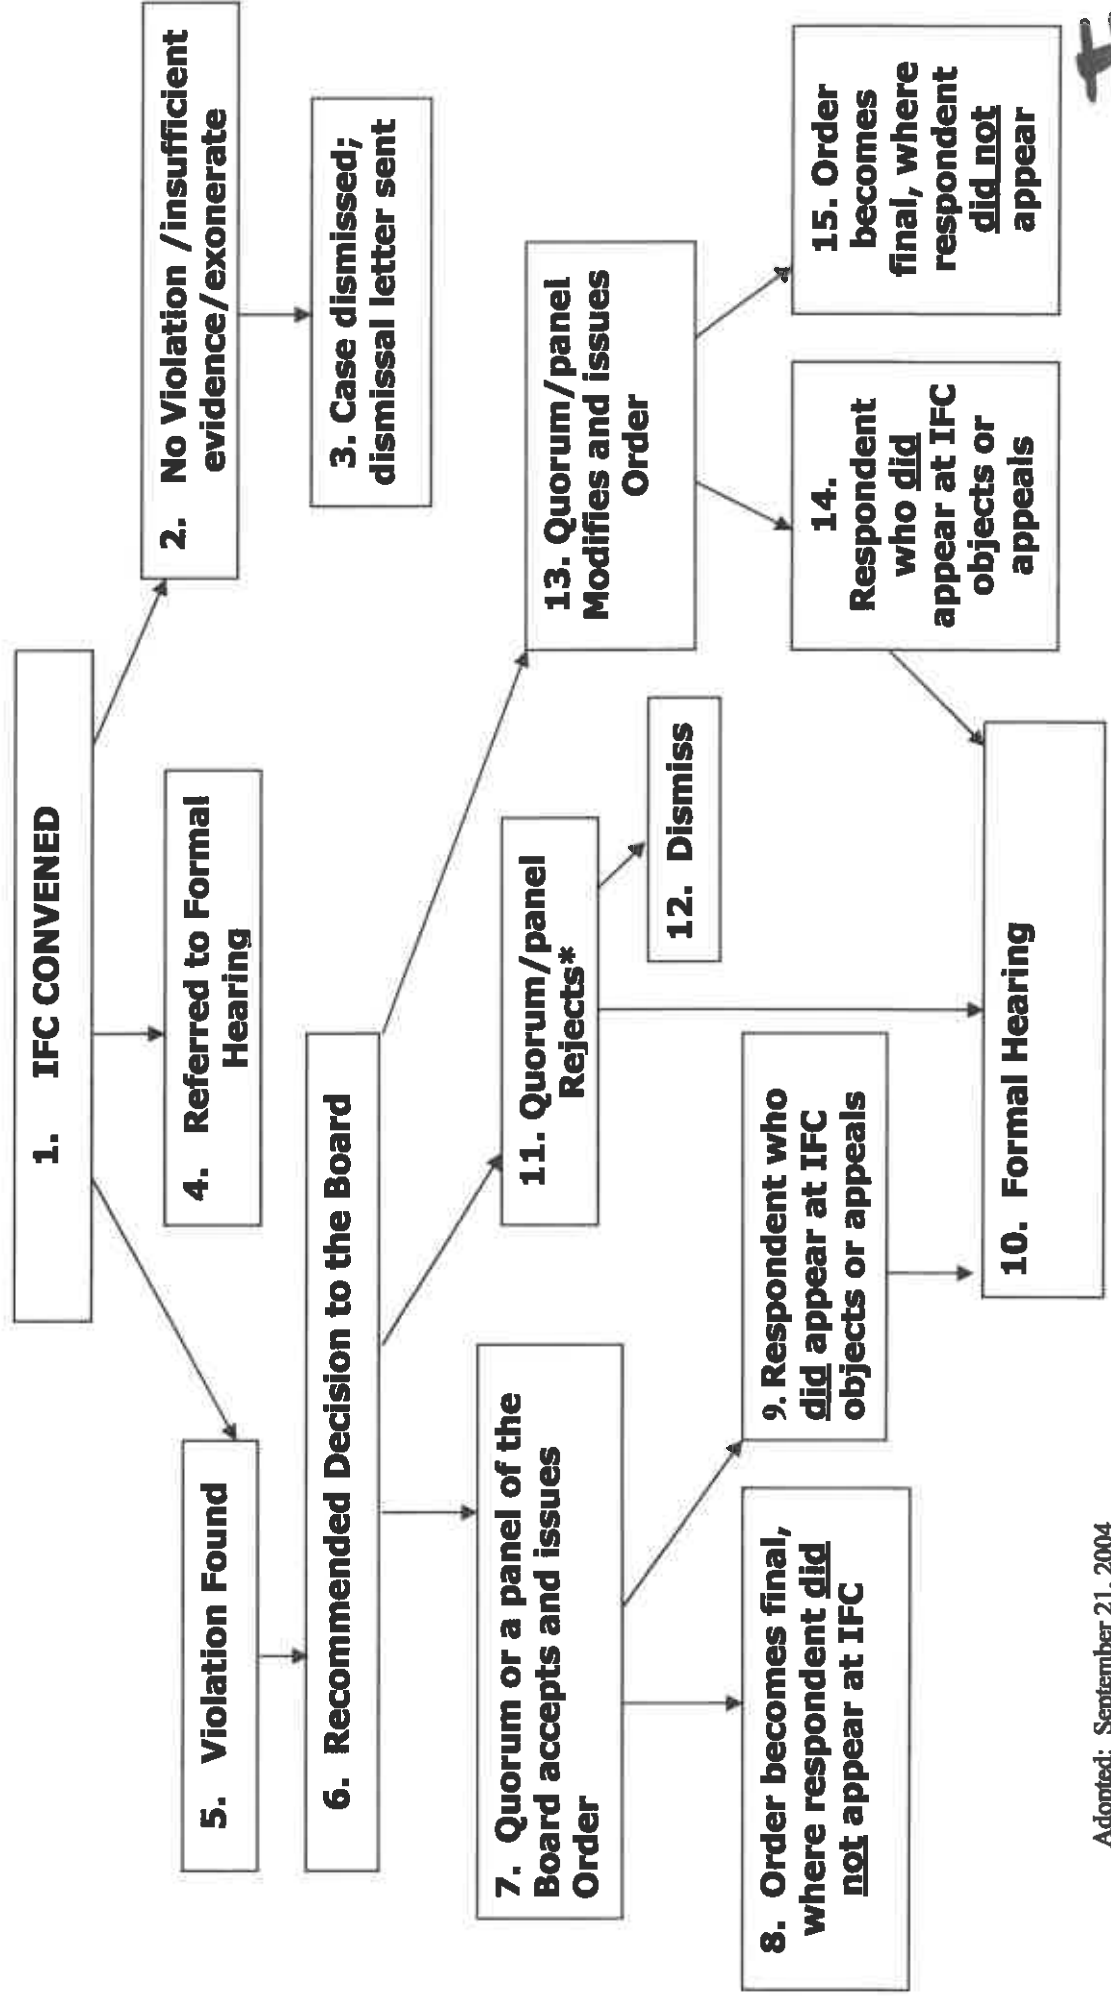 1. IFC CONVENED
2. No Violation /insufficient
evidence/exonerate
3. Case dismissed;
dismissal letter sent
4. Referred to Formal
Hearing
5. Violation Found
6. Recommended Decision to the Board
7. Quorum or a panel of the
Board accepts and issues
Order
8. Order becomes final,
where respondent did
not appear at IFC
9. Respondent who
did appear at IFC
objects or appeals
10. Formal Hearing
11. Quorum/panel
Rejects*
12. Dismiss
13. Quorum/panel
Modifies and issues
Order
14.
Respondent
who did
appear at IFC
objects or
appeals
15. Order
becomes
final, where
respondent
did not
appear
Adopted: September 21, 2004